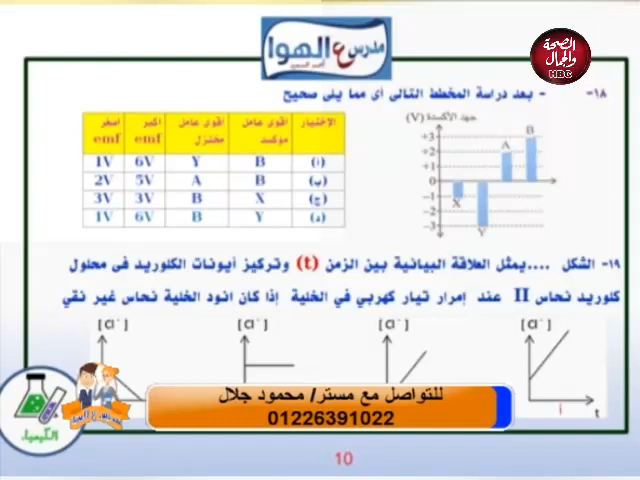 مدرس ع الهوا
الصحة
والجمال
HBC
١٨- - بعد دراسة المخطط التالى أى مما يلى صحيح
الإختيار أقوى عامل مؤكسد أقوى عامل مختزل أكبر emf أصغر emf
(أ) B Y 6V 1V
(ب) B A 5V 2V
(ج) X B 3V 3V
(د) Y B 6V 1V
جهد الأكسدة (V)
+3
+2
+1
0
−1
−2
−3
X
Y
A
B
١٩- الشكل ....يمثل العلاقة البيانية بين الزمن (t) وتركيز أيونات الكلوريد فى محلول
كلوريد نحاس II عند إمرار تيار كهربي في الخلية إذا كان انود الخلية نحاس غير نقي
[Cl⁻] [Cl⁻] [Cl⁻] [Cl⁻]
t
للتواصل مع مستر/ محمود جلال
01226391022
الكيمياء
10